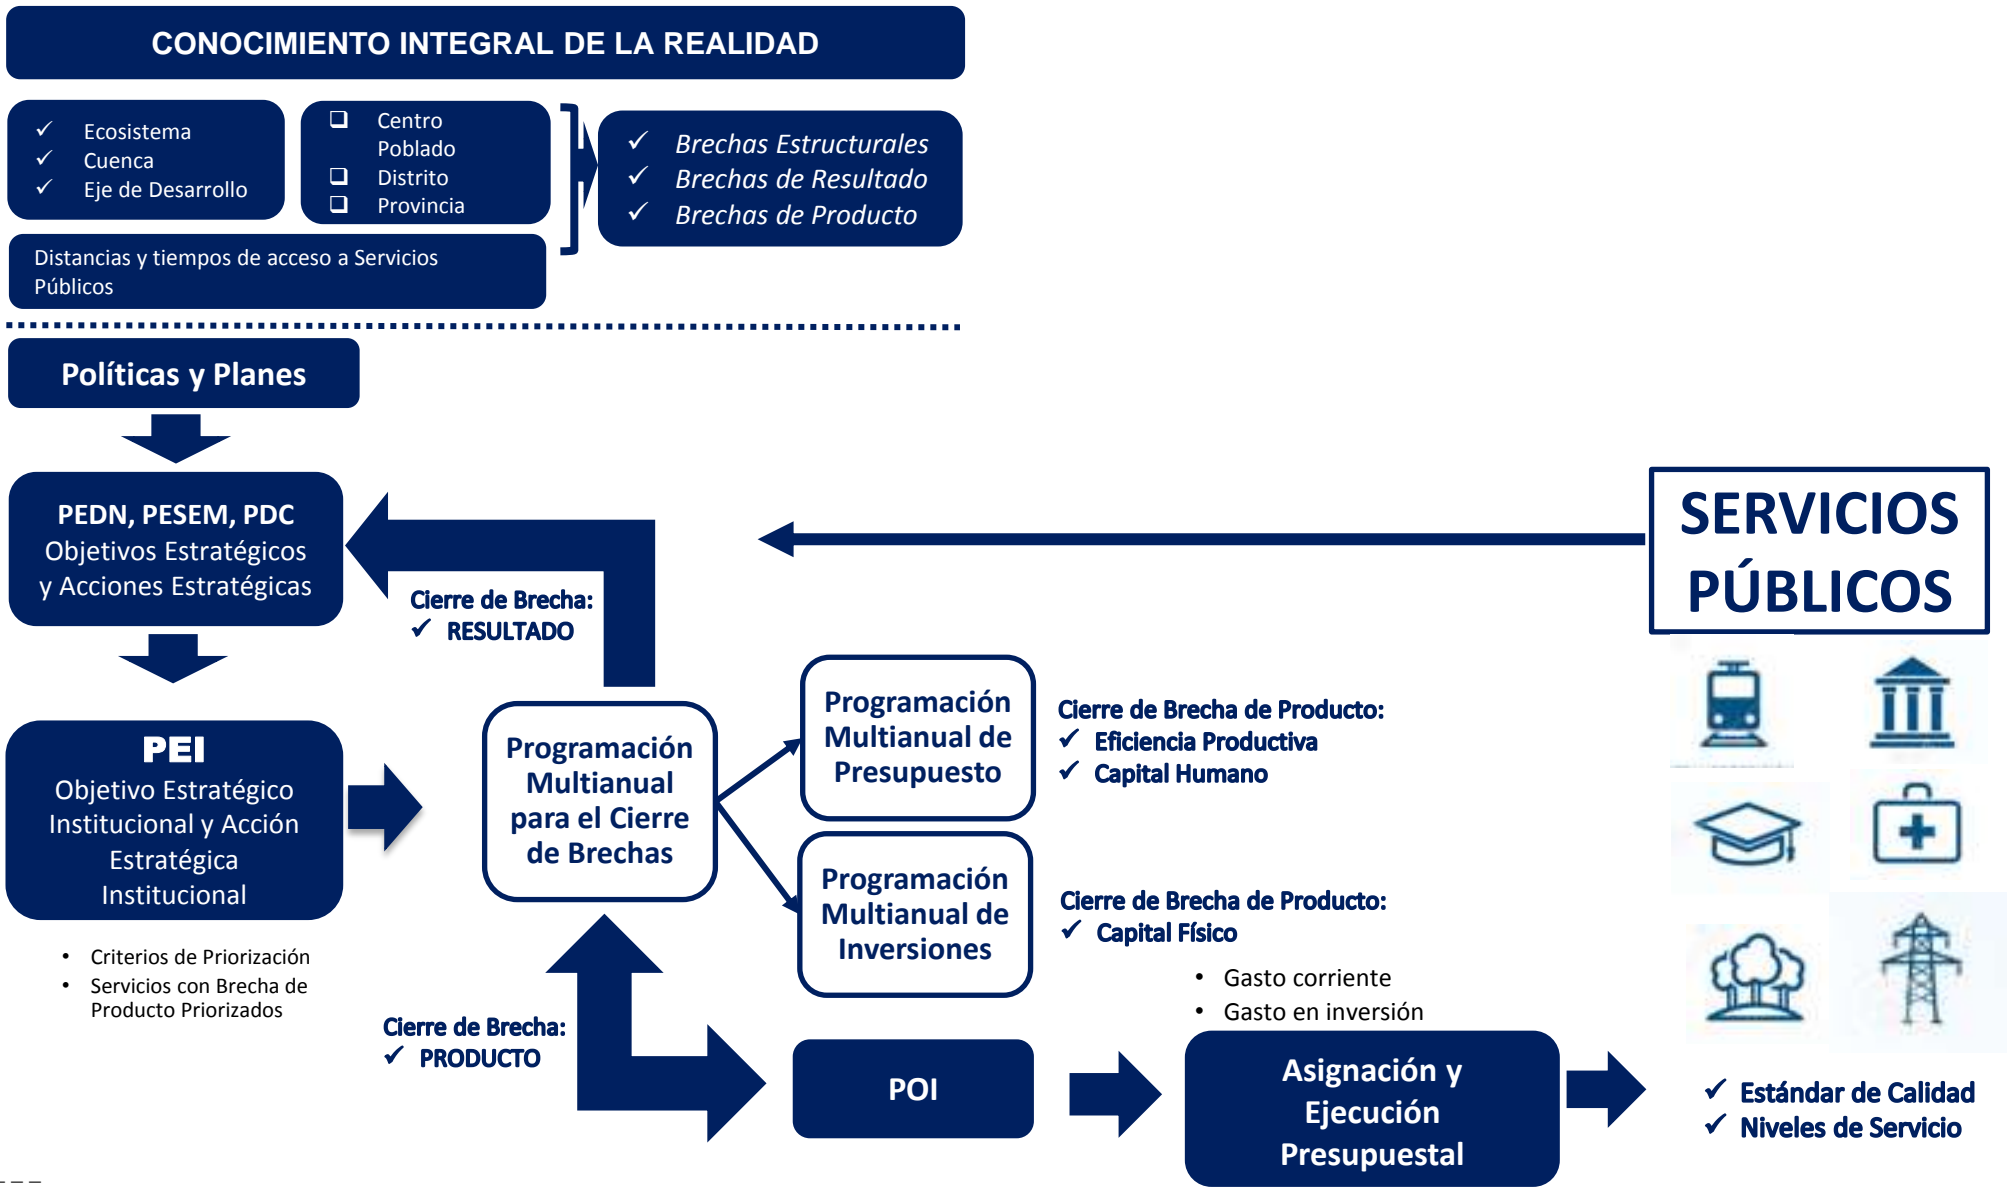 CONOCIMIENTO INTEGRAL DE LA REALIDAD
Ecosistema
Cuenca
Eje de Desarrollo
Centro
Poblado
Distrito
Provincia
Brechas Estructurales
Brechas de Resultado
Brechas de Producto
Distancias y tiempos de acceso a Servicios
Públicos
Políticas y Planes
PEDN, PESEM, PDC
Objetivos Estratégicos
y Acciones Estratégicas
Cierre de Brecha:
RESULTADO
SERVICIOS
PÚBLICOS
PEI
Objetivo Estratégico
Institucional y Acción
Estratégica
Institucional
Criterios de Priorización
Servicios con Brecha de
Producto Priorizados
Programación
Multianual
para el Cierre
de Brechas
Programación
Multianual de
Presupuesto
Cierre de Brecha de Producto:
Eficiencia Productiva
Capital Humano
Programación
Multianual de
Inversiones
Cierre de Brecha de Producto:
Capital Físico
Gasto corriente
Gasto en inversión
Cierre de Brecha:
PRODUCTO
POI
Asignación y
Ejecución
Presupuestal
Estándar de Calidad
Niveles de Servicio